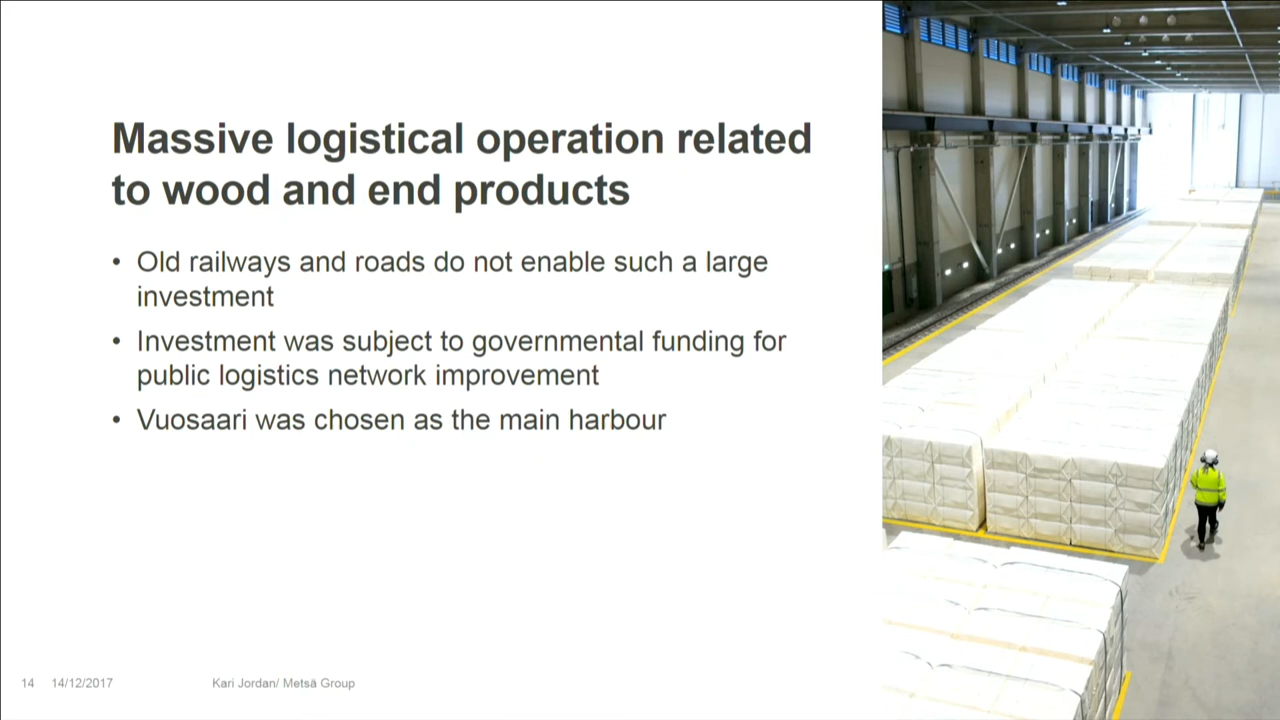 Massive logistical operation related
to wood and end products
• Old railways and roads do not enable such a large
investment
• Investment was subject to governmental funding for
public logistics network improvement
• Vuosaari was chosen as the main harbour
14 14/12/2017 Kari Jordan/ Metsä Group